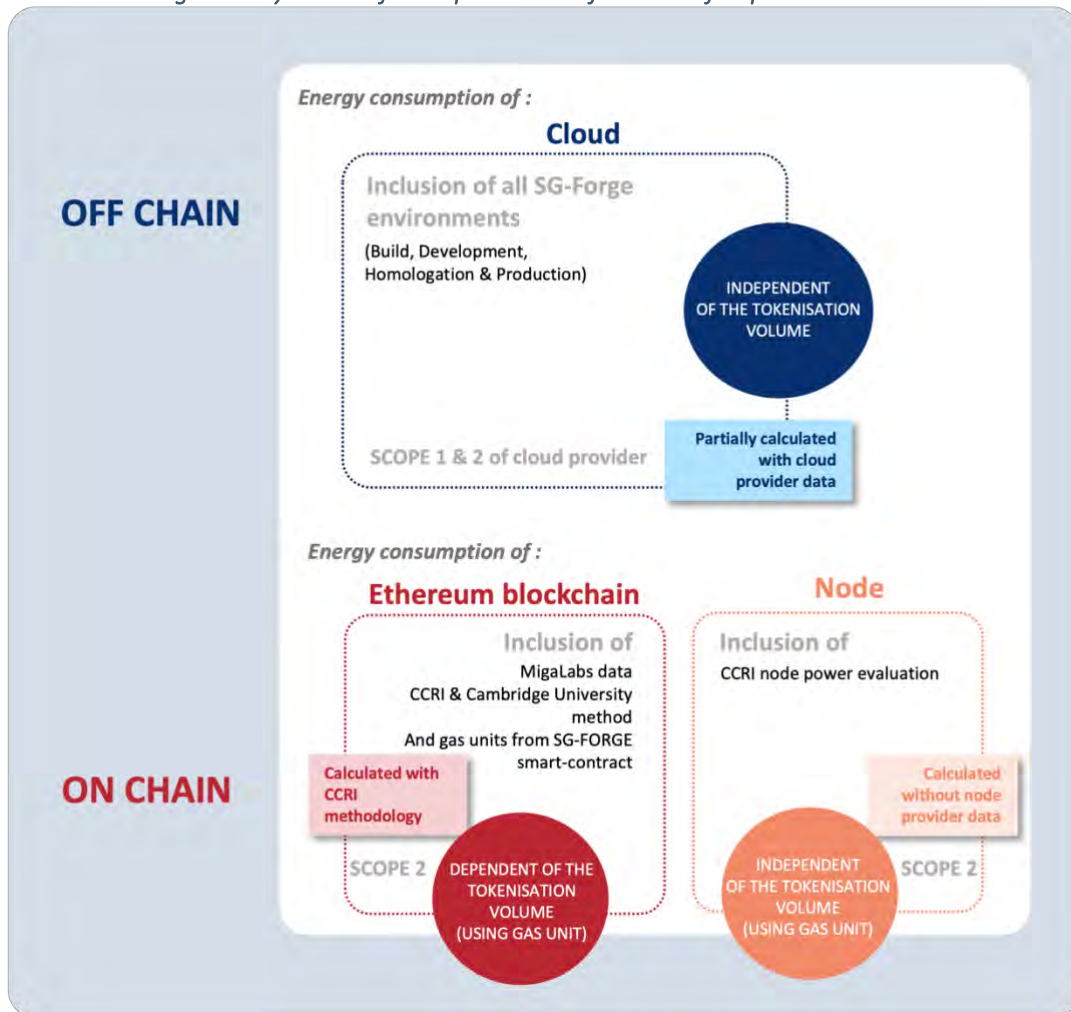 Energy consumption of :
Cloud
OFF CHAIN
Inclusion of all SG-Forge
environments
(Build, Development,
Homologation & Production)
INDEPENDENT
OF THE TOKENISATION
VOLUME
SCOPE 1 & 2 of cloud provider
Partially calculated
with cloud
provider data
Energy consumption of :
Ethereum blockchain
Inclusion of
MigaLabs data
CCRI & Cambridge University
method
And gas units from SG-FORGE
smart-contract
ON CHAIN
Calculated with
CCRI
methodology
SCOPE 2
DEPENDENT OF THE
TOKENISATION
VOLUME
(USING GAS UNIT)
Node
Inclusion of
CCRI node power evaluation
Calculated
without node
provider data
INDEPENDENT
OF THE TOKENISATION
VOLUME
(USING GAS UNIT)
SCOPE 2